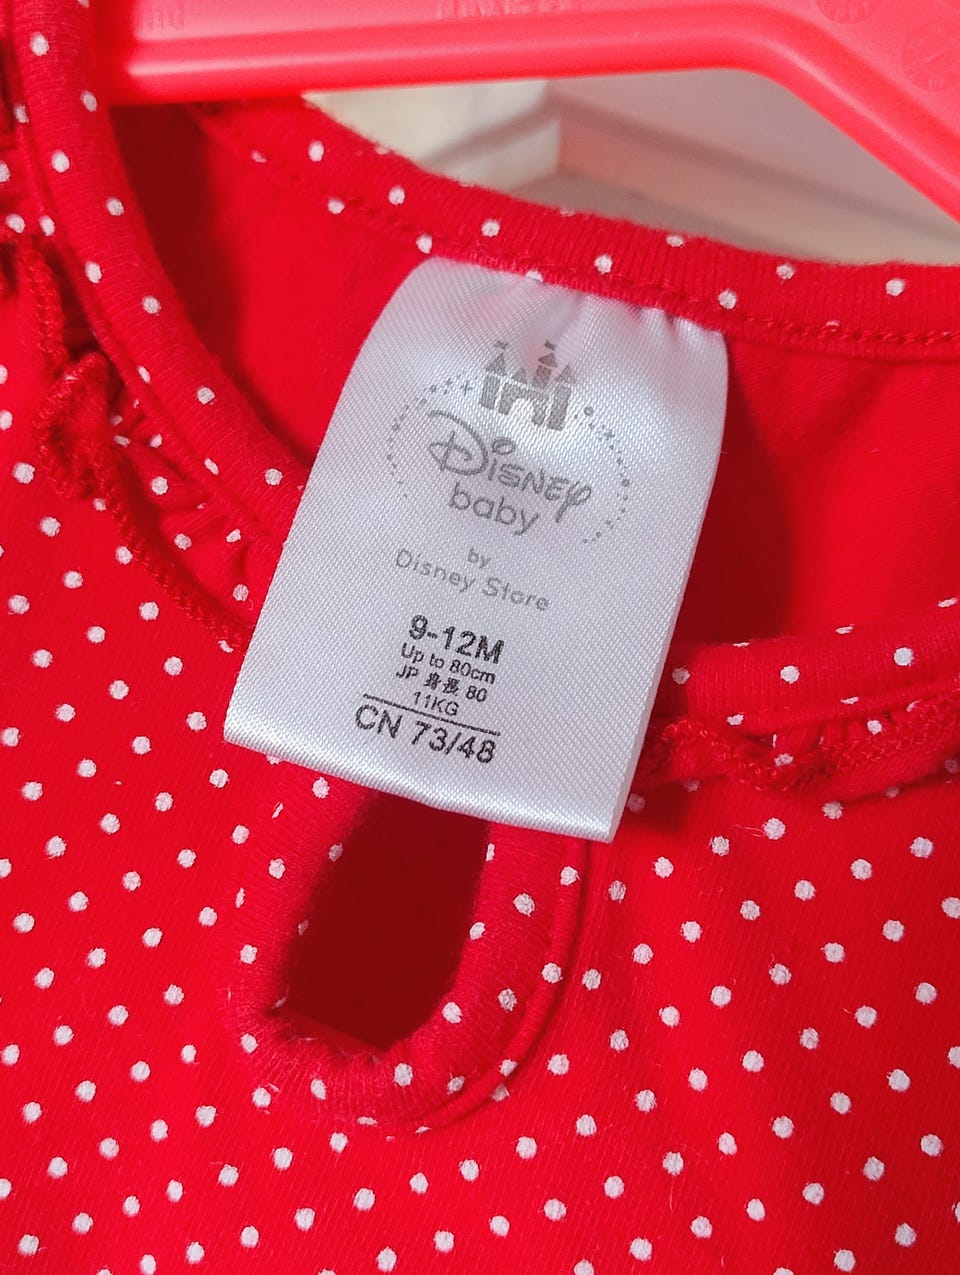 Disney
baby
by
Disney Store
9-12M
Up to 80cm
JP 身長 80
11KG
CN 73/48